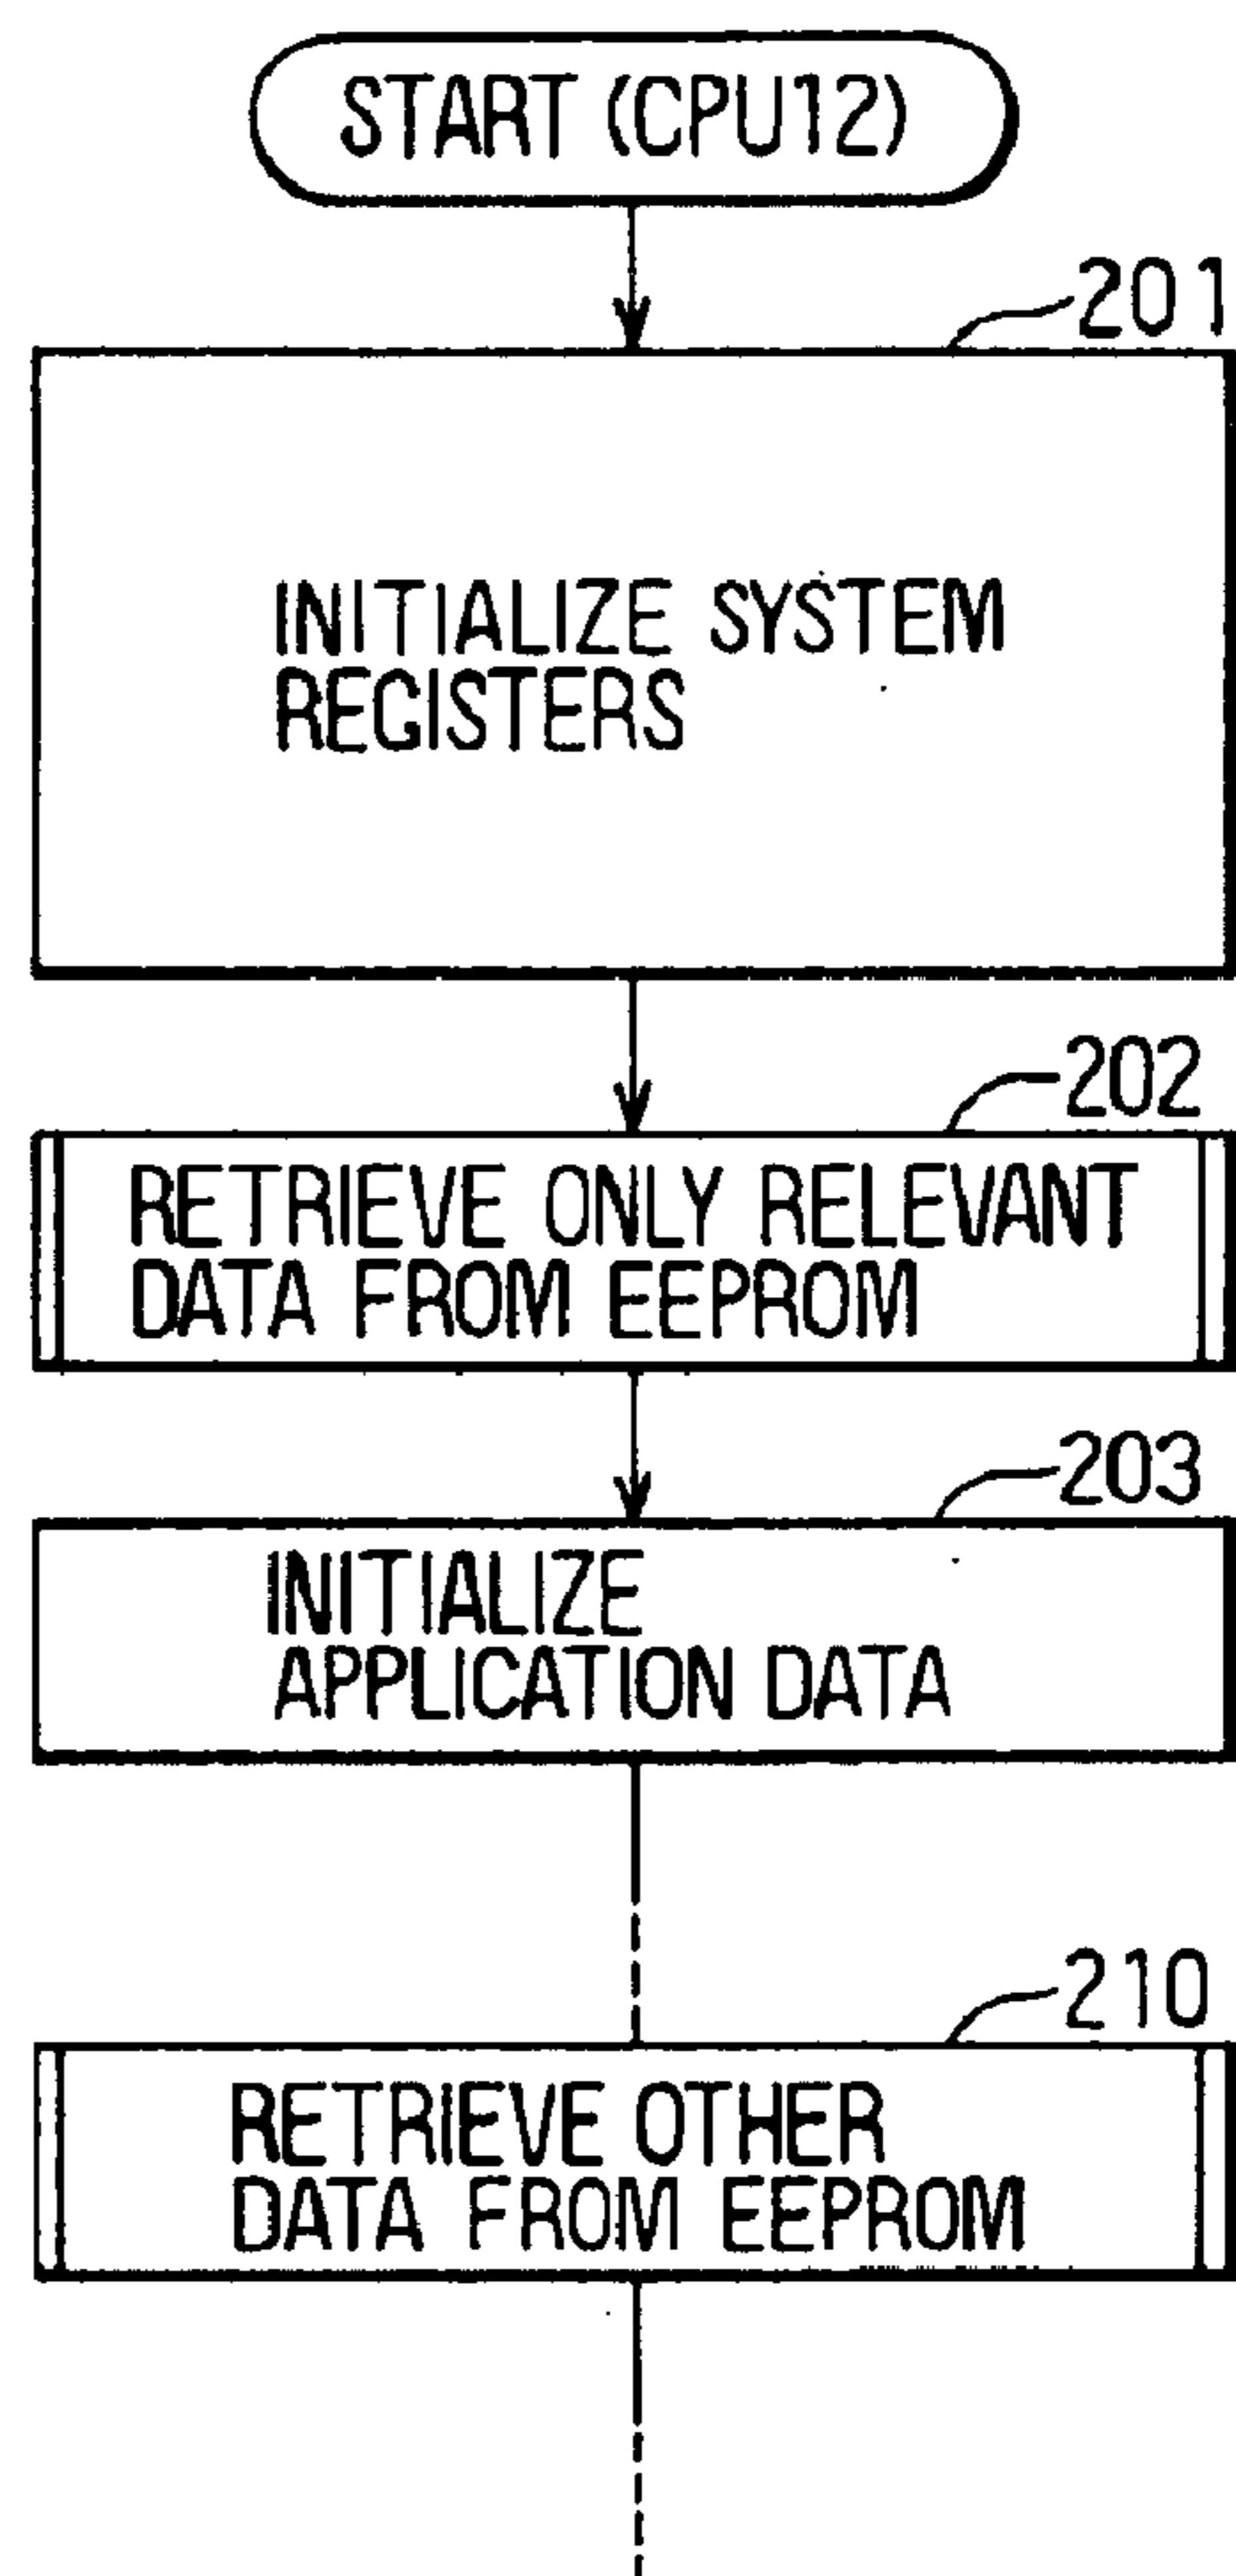 START (CPU12)
201
INITIALIZE SYSTEM
REGISTERS
202
RETRIEVE ONLY RELEVANT
DATA FROM EEPROM
203
INITIALIZE
APPLICATION DATA
210
RETRIEVE OTHER
DATA FROM EEPROM